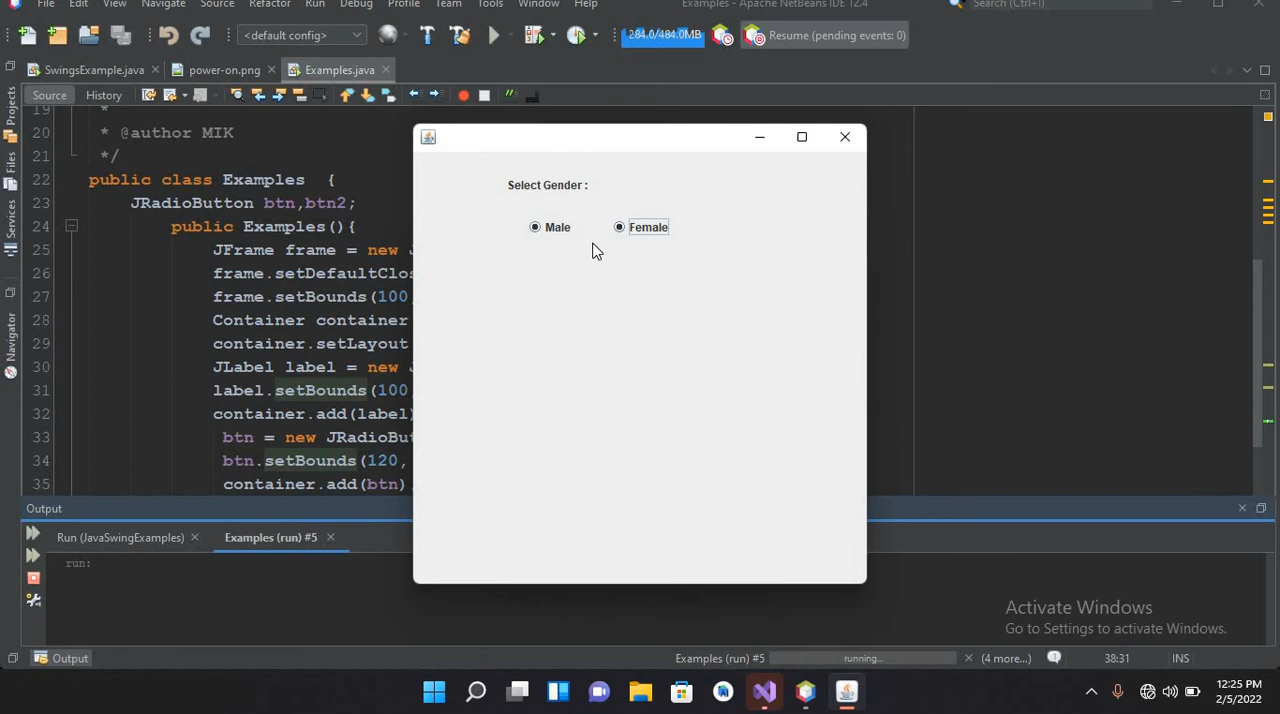 File Edit View Navigate Source Refactor Run Debug Profile Team Tools Window Help Examples - Apache NetBeans IDE 12.4 Search (Ctrl+I)
<default config> 284.0/484.0MB Resume (pending events: 0)
SwingsExample.java power-on.png Examples.java
Source History
19 *
20 * @author MIK
21 */
22 public class Examples {
23 JRadioButton btn,btn2;
24 public Examples(){
25 JFrame frame = new
26 frame.setDefaultClo
27 frame.setBounds(100
28 Container container
29 container.setLayout
30 JLabel label = new
31 label.setBounds(100
32 container.add(label)
33 btn = new JRadioBut
34 btn.setBounds(120,
35 container.add(btn)
Projects
Files
Services
Navigator
Select Gender :
Male Female
Output
Run (JavaSwingExamples) Examples (run) #5
run:
Activate Windows
Go to Settings to activate Windows.
Output Examples (run) #5 running... (4 more...) 38:31 INS
12:25 PM
2/5/2022